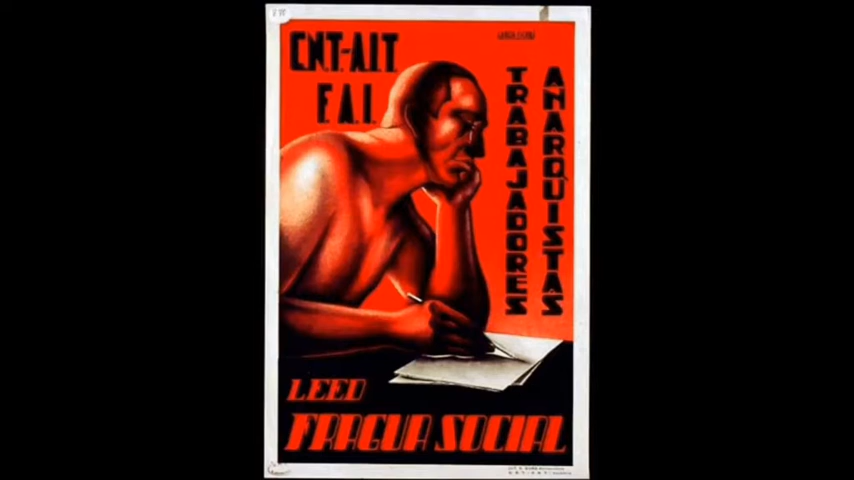 C.N.T.-A.I.T.
F.A.I.
TRABAJADORES
ANARQUISTAS
LEED
FRAGUA SOCIAL